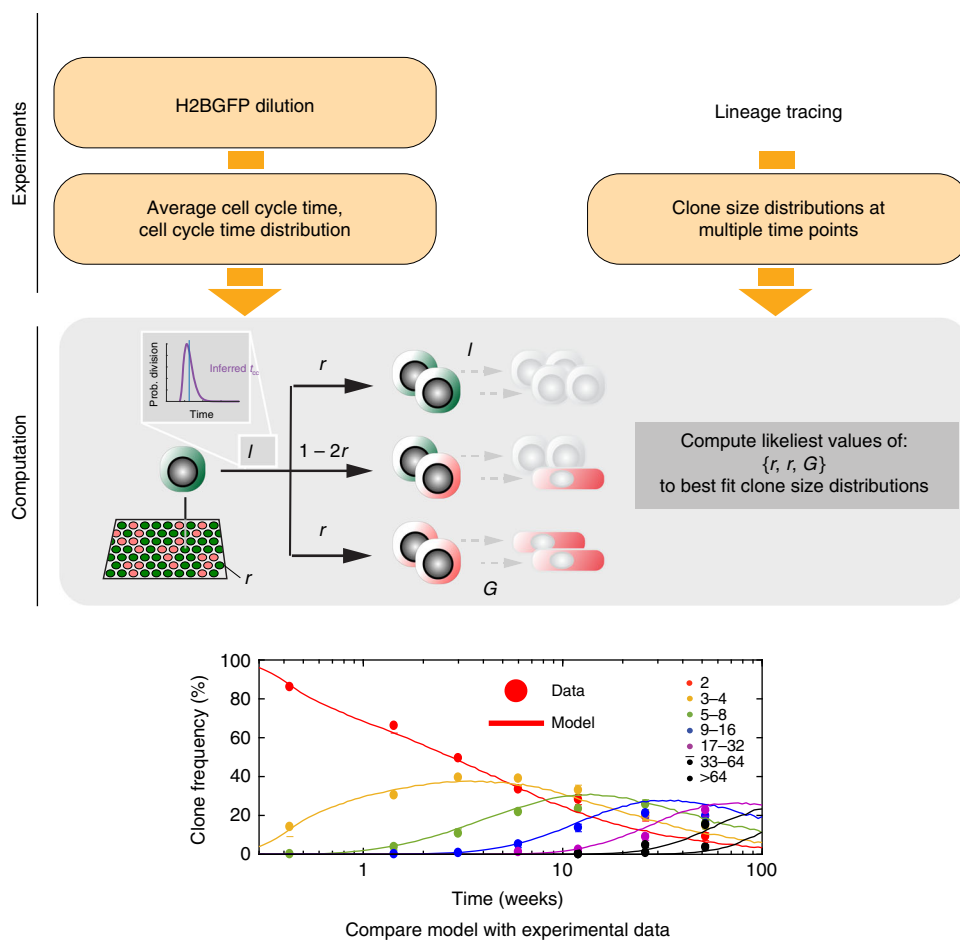 Experiments
H2BGFP dilution
Lineage tracing
Average cell cycle time,
cell cycle time distribution
Clone size distributions at
multiple time points
Computation
Prob. division
Inferred t_cc
Time
l
r
1 – 2r
r
l
G
r
Compute likeliest values of:
{r, r, G}
to best fit clone size distributions
Clone frequency (%)
100
80
60
40
20
0
Data
Model
2
3–4
5–8
9–16
17–32
33–64
>64
1
10
100
Time (weeks)
Compare model with experimental data